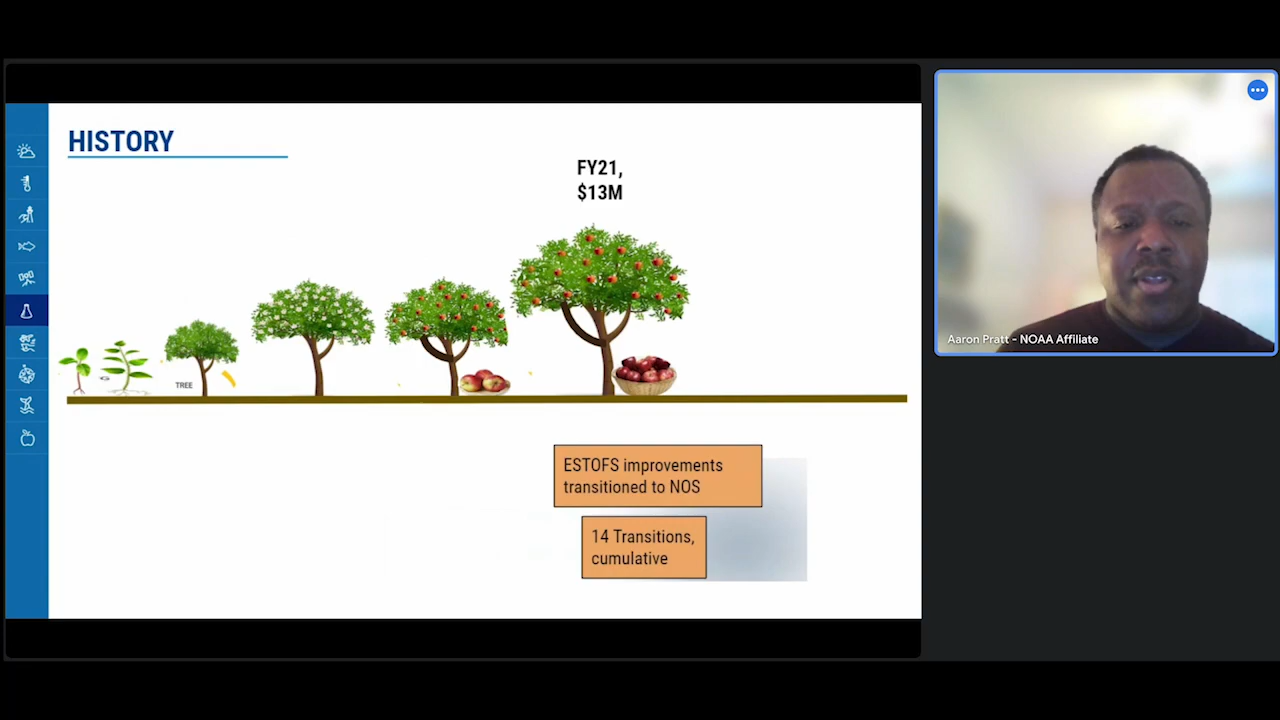 HISTORY
FY21,
$13M
TREE
ESTOFS improvements
transitioned to NOS
14 Transitions,
cumulative
Aaron Pratt - NOAA Affiliate